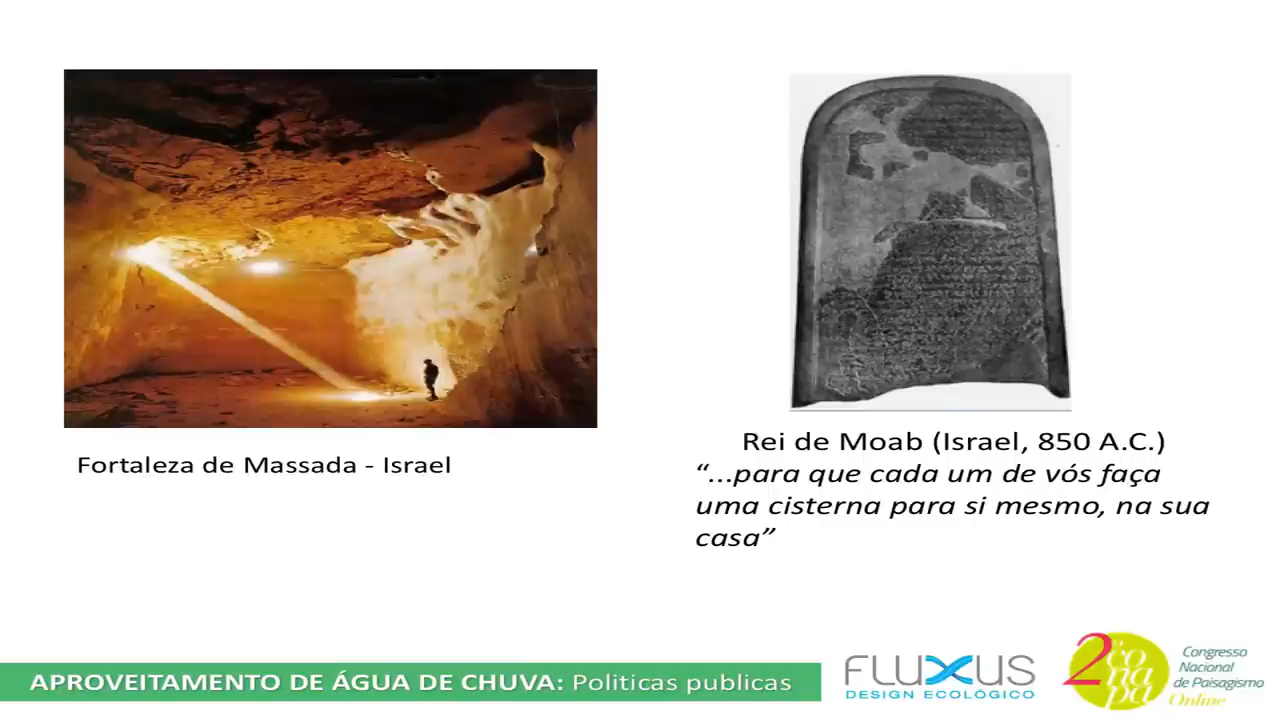 Fortaleza de Massada - Israel
Rei de Moab (Israel, 850 A.C.)
“...para que cada um de vós faça
uma cisterna para si mesmo, na sua
casa”
APROVEITAMENTO DE ÁGUA DE CHUVA: Politicas publicas
FLUXUS
DESIGN ECOLÓGICO
2º conapa
Congresso
Nacional
de Paisagismo
Online